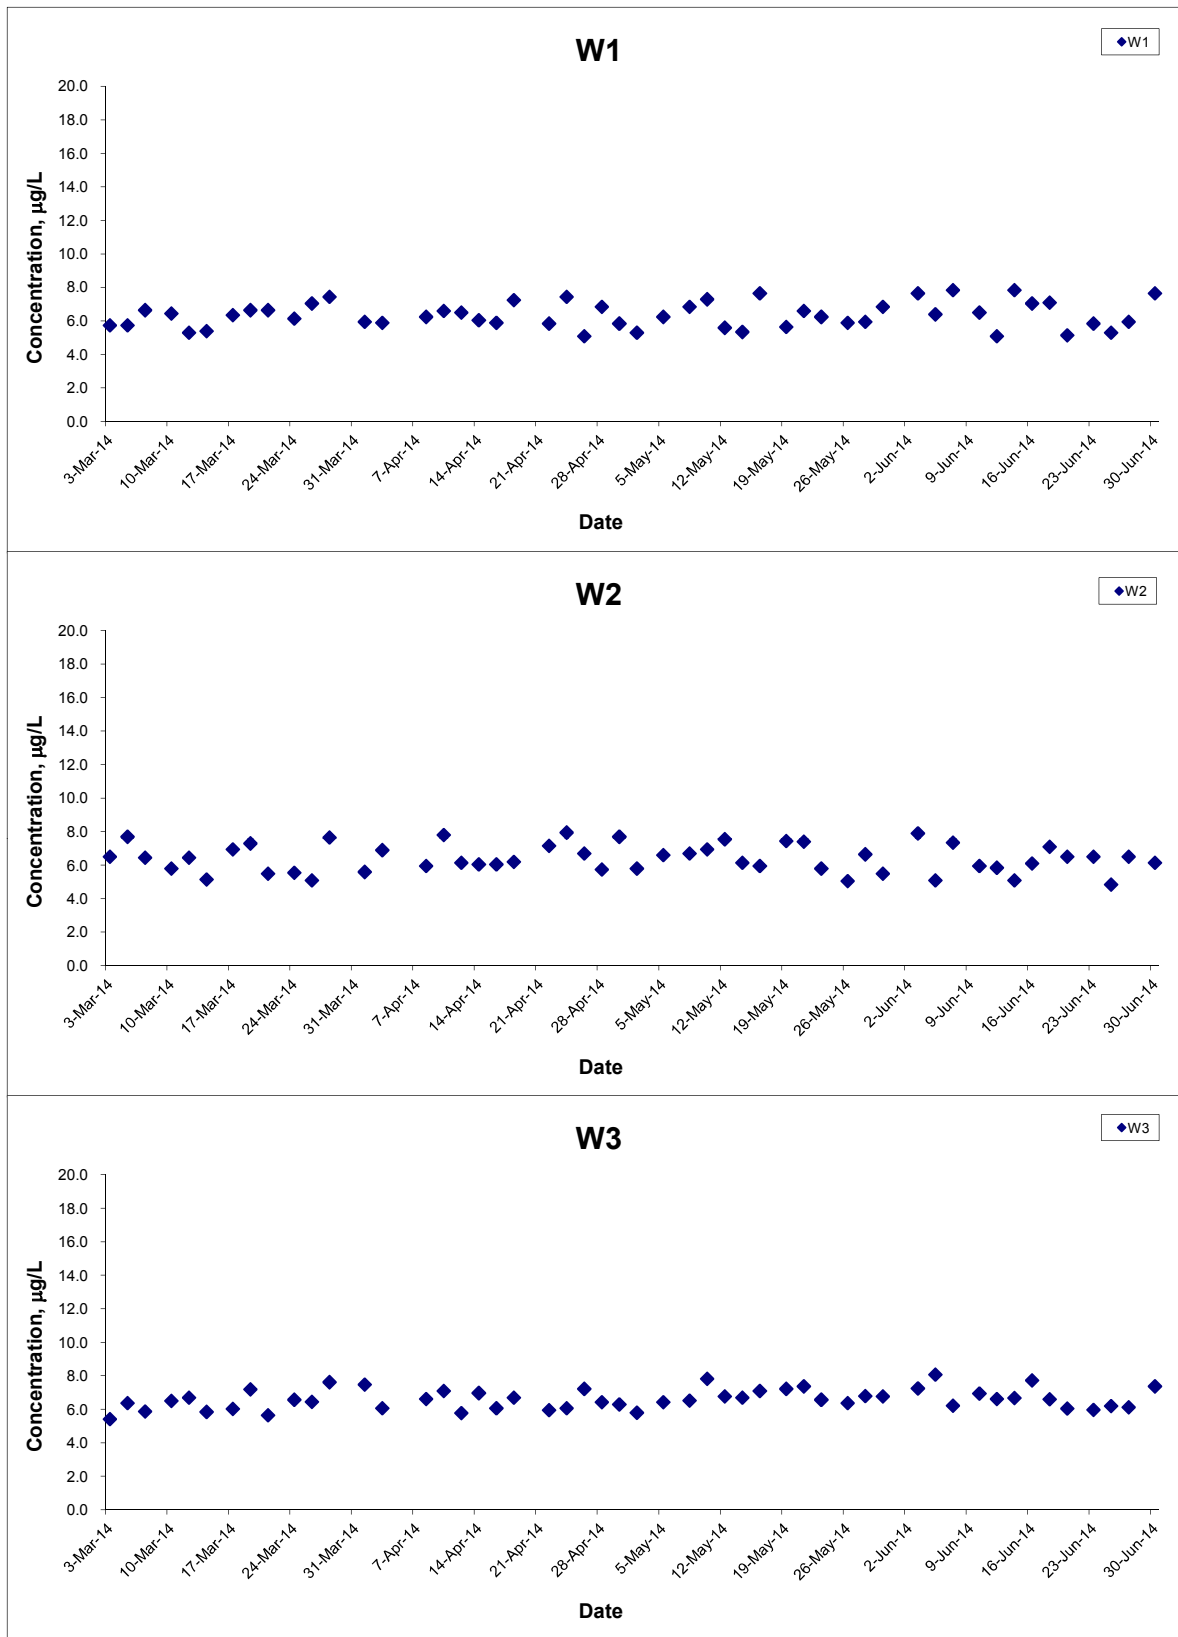 W1
W1
20.0
18.0
16.0
14.0
12.0
10.0
8.0
6.0
4.0
2.0
0.0
Concentration, µg/L
3-Mar-14
10-Mar-14
17-Mar-14
24-Mar-14
31-Mar-14
7-Apr-14
14-Apr-14
21-Apr-14
28-Apr-14
5-May-14
12-May-14
19-May-14
26-May-14
2-Jun-14
9-Jun-14
16-Jun-14
23-Jun-14
30-Jun-14
Date
W2
W2
20.0
18.0
16.0
14.0
12.0
10.0
8.0
6.0
4.0
2.0
0.0
Concentration, µg/L
3-Mar-14
10-Mar-14
17-Mar-14
24-Mar-14
31-Mar-14
7-Apr-14
14-Apr-14
21-Apr-14
28-Apr-14
5-May-14
12-May-14
19-May-14
26-May-14
2-Jun-14
9-Jun-14
16-Jun-14
23-Jun-14
30-Jun-14
Date
W3
W3
20.0
18.0
16.0
14.0
12.0
10.0
8.0
6.0
4.0
2.0
0.0
Concentration, µg/L
3-Mar-14
10-Mar-14
17-Mar-14
24-Mar-14
31-Mar-14
7-Apr-14
14-Apr-14
21-Apr-14
28-Apr-14
5-May-14
12-May-14
19-May-14
26-May-14
2-Jun-14
9-Jun-14
16-Jun-14
23-Jun-14
30-Jun-14
Date